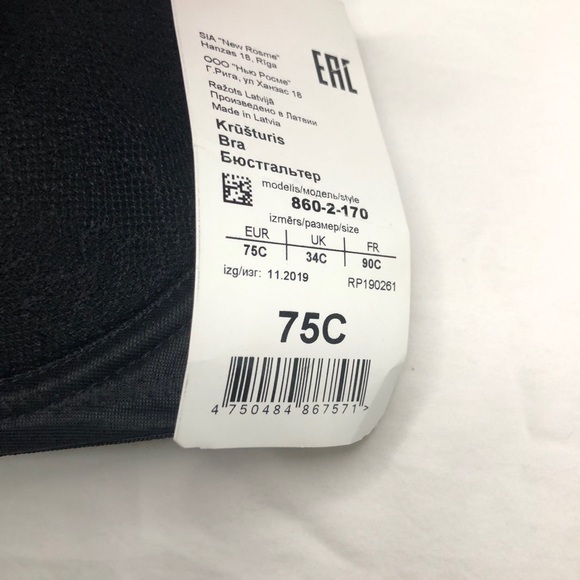 SIA "New Rosme"
Hanzas 18, Rīga
ООО "Нью Росме"
Г.Рига, ул Ханзас 18
Ražots Latvijā
Произведено в Латвии
Made in Latvia
EAC
Krūšturis
Bra
Бюстгальтер
modelis/модель/style
860-2-170
izmērs/размер/size
EUR UK FR
75C 34C 90C
izg/изг: 11.2019 RP190261
75C
4 750484 867571 >